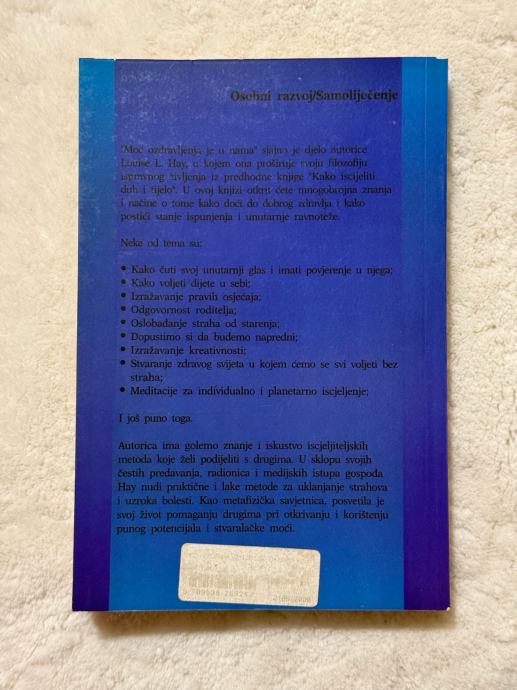 Osobni razvoj/Samoliječenje
"Moć ozdravljenja je u nama" sjajno je djelo autorice
Louise L. Hay, u kojem ona proširuje svoju filozofiju
ispravnog življenja iz predhodne knjige "Kako iscijeliti
duh i tijelo". U ovoj knjizi otkrit ćete mnogobrojna znanja
i načine o tome kako doći do dobrog zdravlja i kako
postići stanje ispunjenja i unutarnje ravnoteže.
Neke od tema su:
• Kako čuti svoj unutarnji glas i imati povjerenje u njega;
• Kako voljeti dijete u sebi;
• Izražavanje pravih osjećaja;
• Odgovornost roditelja;
• Oslobađanje straha od starenja;
• Dopustimo si da budemo napredni;
• Izražavanje kreativnosti;
• Stvaranje zdravog svijeta u kojem ćemo se svi voljeti bez
straha;
• Meditacije za individualno i planetarno iscjeljenje;
I još puno toga.
Autorica ima golemo znanje i iskustvo iscjeljiteljskih
metoda koje želi podijeliti s drugima. U sklopu svojih
čestih predavanja, radionica i medijskih istupa gospođa
Hay nudi praktične i lake metode za uklanjanje strahova
i uzroka bolesti. Kao metafizička savjetnica, posvetila je
svoj život pomaganju drugima pri otkrivanju i korištenju
punog potencijala i stvaralačke moći.